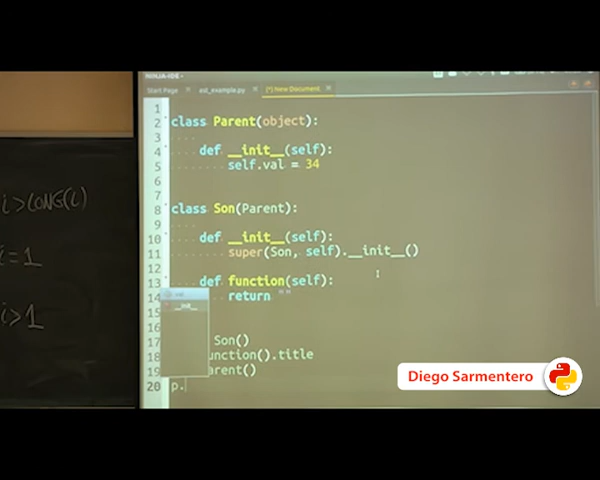 NINJA-IDE
Start Page ast_example.py (*) New Document
1
2 class Parent(object):
3
4 def __init__(self):
5 self.val = 34
6
7
8 class Son(Parent):
9
10 def __init__(self):
11 super(Son, self).__init__()
12
13 def function(self):
14 return ""
15
16
17 Son()
18 unction().title
19 arent()
20 p.
__init__
i>LONG(i)
i=1
i>1
Diego Sarmentero